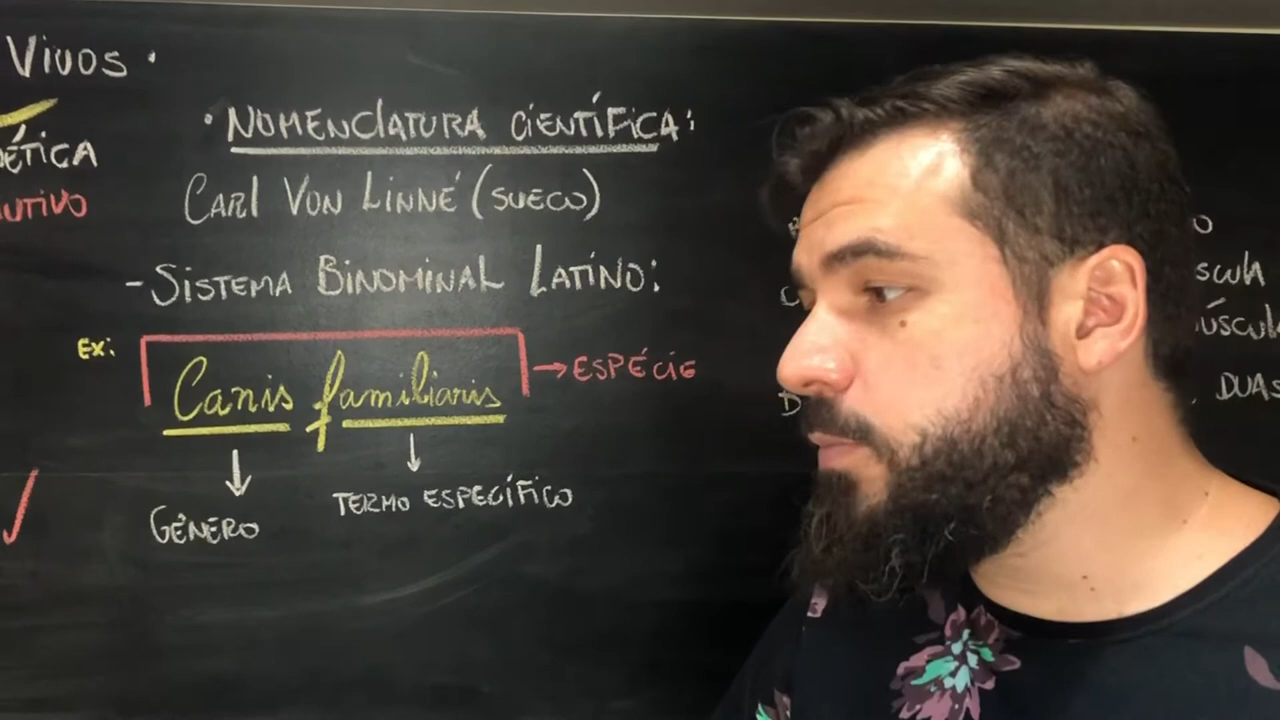 Vivos.
NOMENCLATURA CIENTÍFICA:
ÉTICA
UTIVO
CARL VON LINNÉ (SUECO)
- SISTEMA BINOMINAL LATINO:
EX:
Canis familiaris
→ ESPÉCIE
GÊNERO
TERMO ESPECÍFICO
DUAS